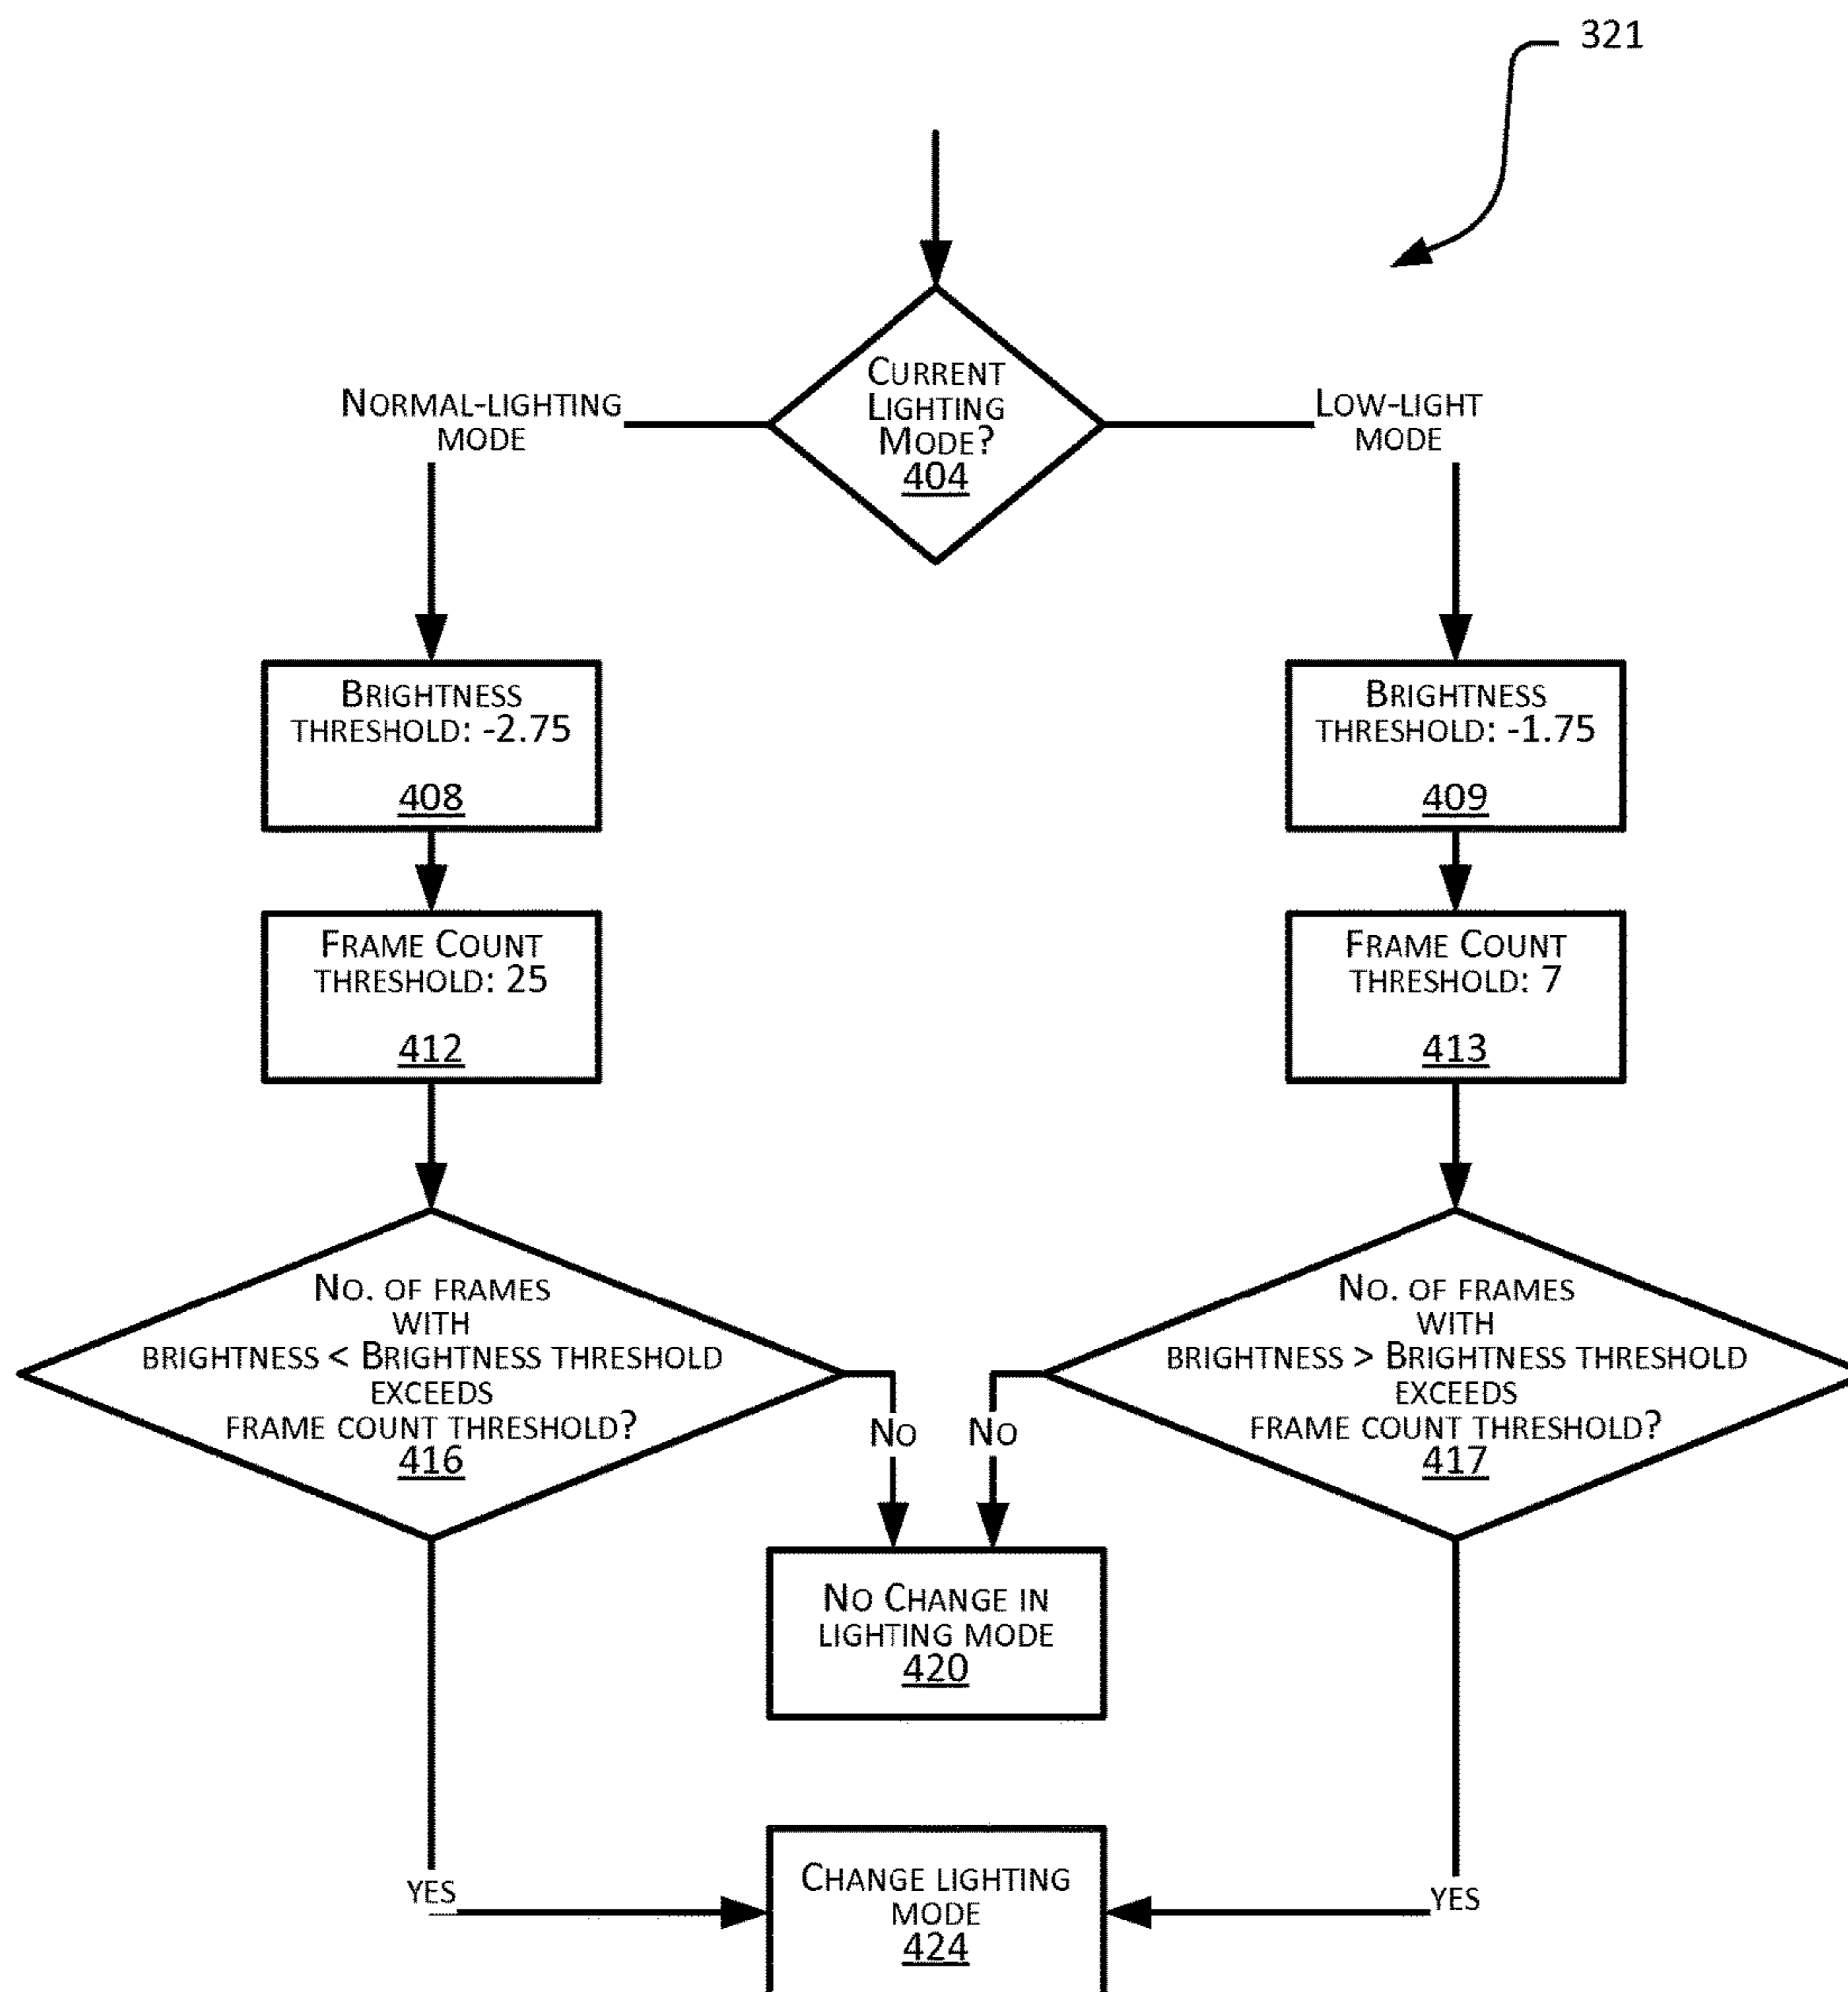 321
Current
Lighting
Mode?
404
Normal-lighting
mode
Low-light
mode
Brightness
threshold: -2.75
408
Brightness
threshold: -1.75
409
Frame Count
threshold: 25
412
Frame Count
threshold: 7
413
No. of frames
with
brightness < Brightness threshold
exceeds
frame count threshold?
416
No. of frames
with
brightness > Brightness threshold
exceeds
frame count threshold?
417
No
No
No Change in
lighting mode
420
yes
yes
Change lighting
mode
424